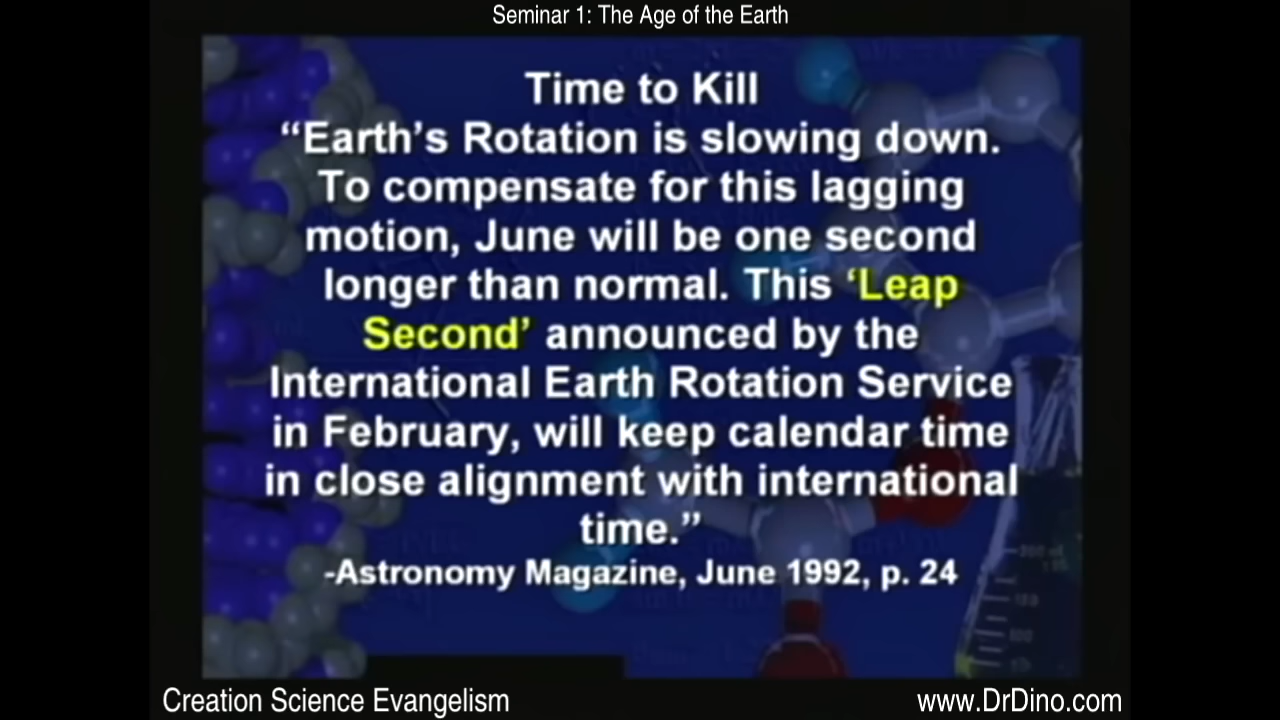 Seminar 1: The Age of the Earth
Time to Kill
“Earth’s Rotation is slowing down.
To compensate for this lagging
motion, June will be one second
longer than normal. This ‘Leap
Second’ announced by the
International Earth Rotation Service
in February, will keep calendar time
in close alignment with international
time.”
-Astronomy Magazine, June 1992, p. 24
Creation Science Evangelism
www.DrDino.com